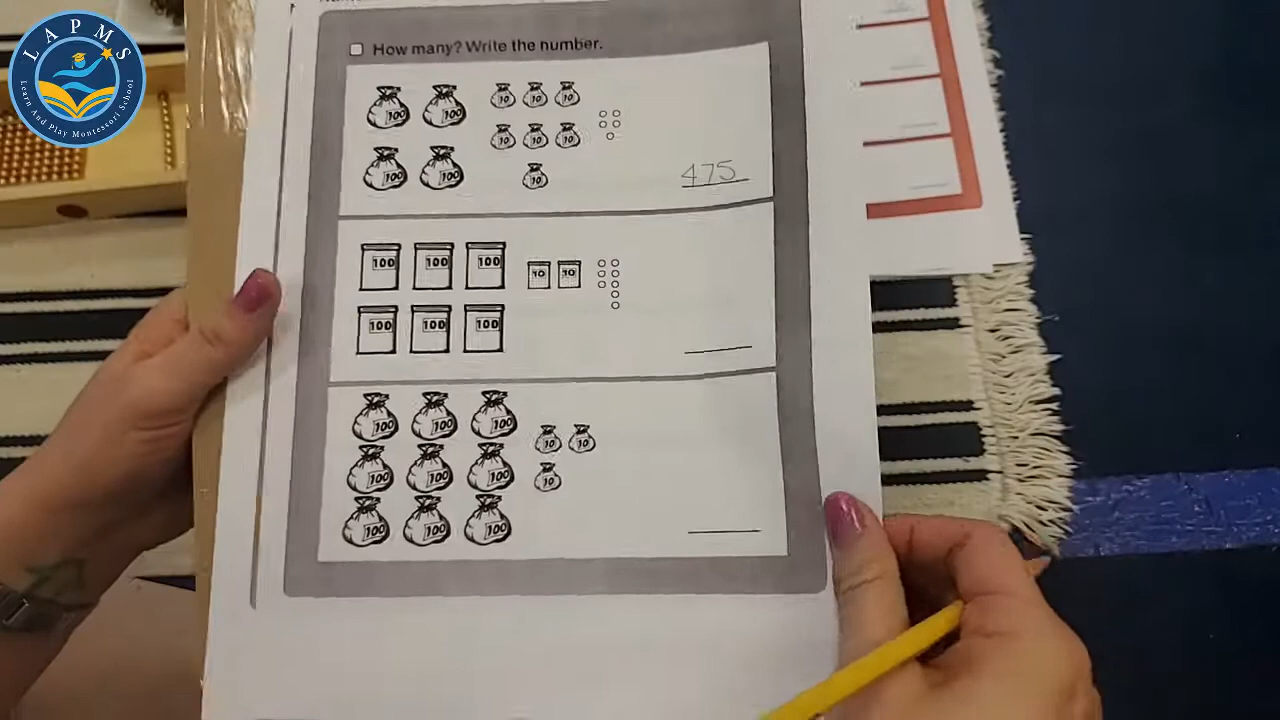 LAPMS
Learn And Play Montessori School
How many? Write the number.
100 100 10 10 10
10 10 10
100 100 10
475
100 100 100 10 10
100 100 100
100 100 100 10 10
100 100 100 10
100 100 100